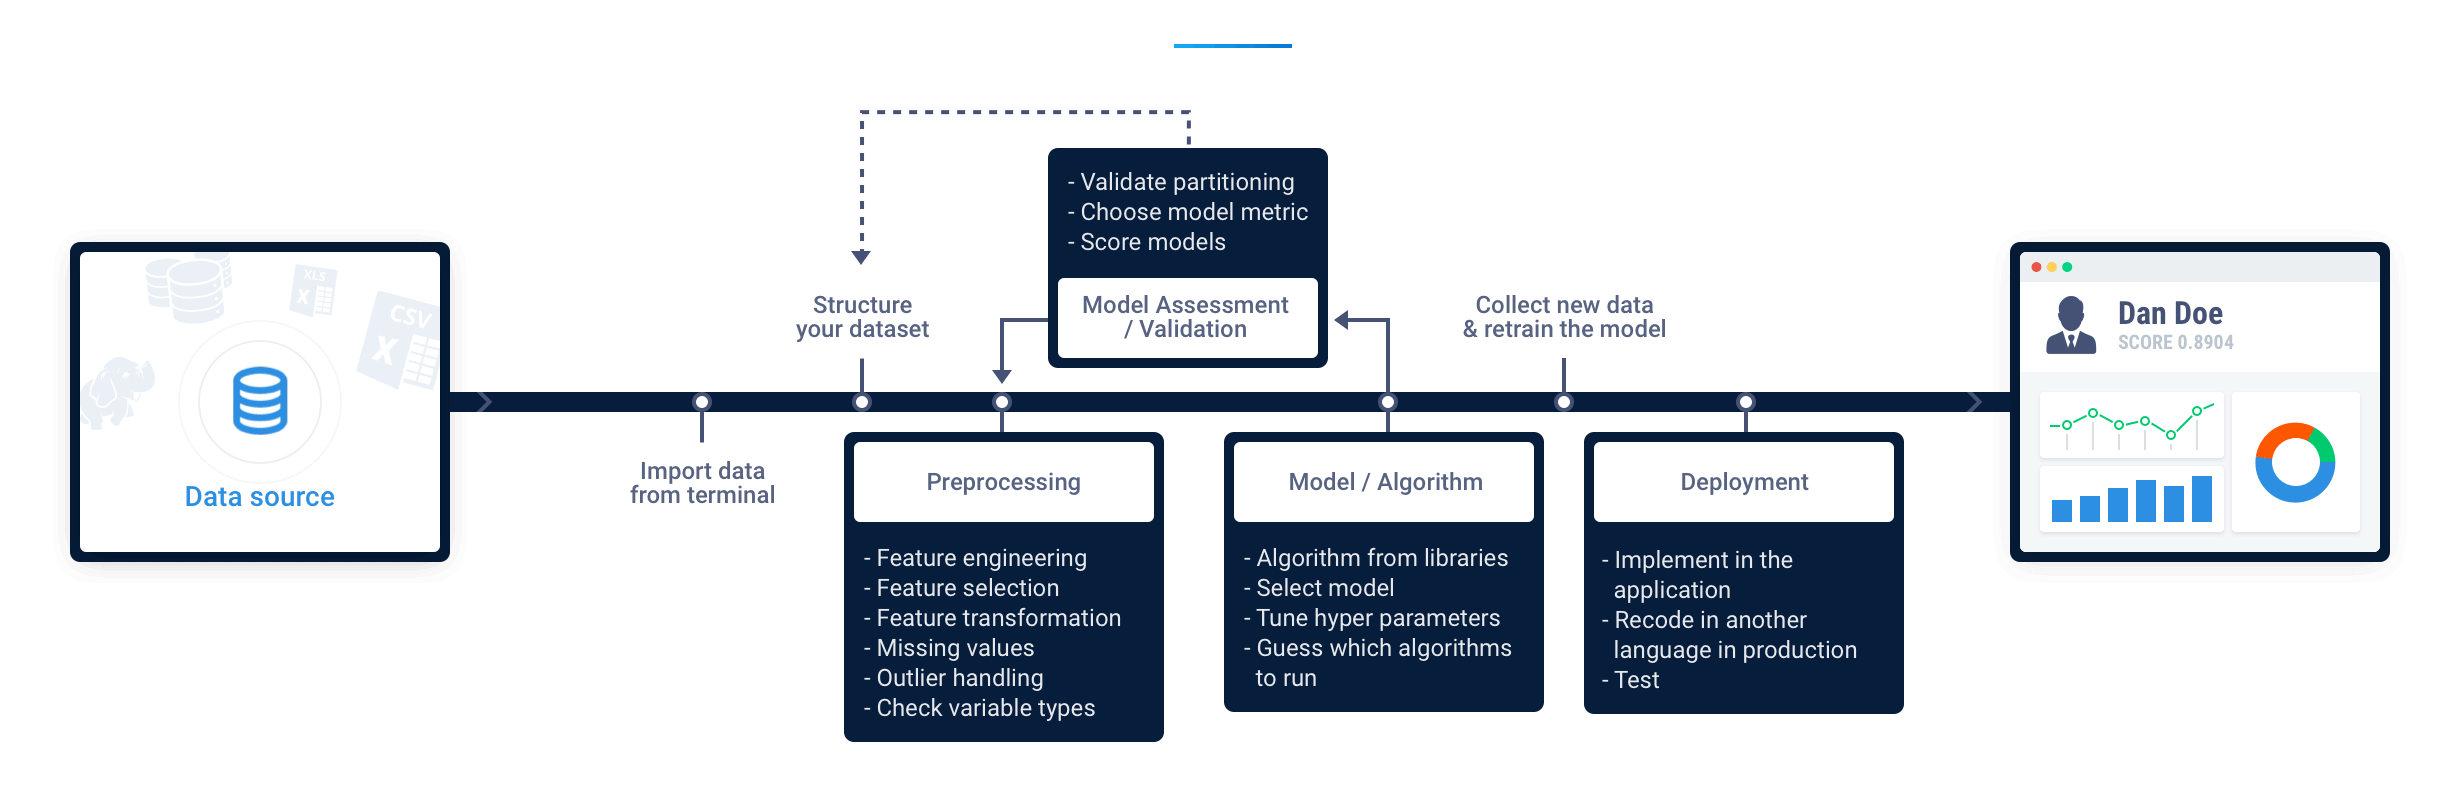 XLS
X
CSV
X
Data source
Import data
from terminal
Structure
your dataset
- Validate partitioning
- Choose model metric
- Score models
Model Assessment
/ Validation
Preprocessing
- Feature engineering
- Feature selection
- Feature transformation
- Missing values
- Outlier handling
- Check variable types
Model / Algorithm
- Algorithm from libraries
- Select model
- Tune hyper parameters
- Guess which algorithms
to run
Collect new data
& retrain the model
Deployment
- Implement in the
application
- Recode in another
language in production
- Test
Dan Doe
SCORE 0.8904